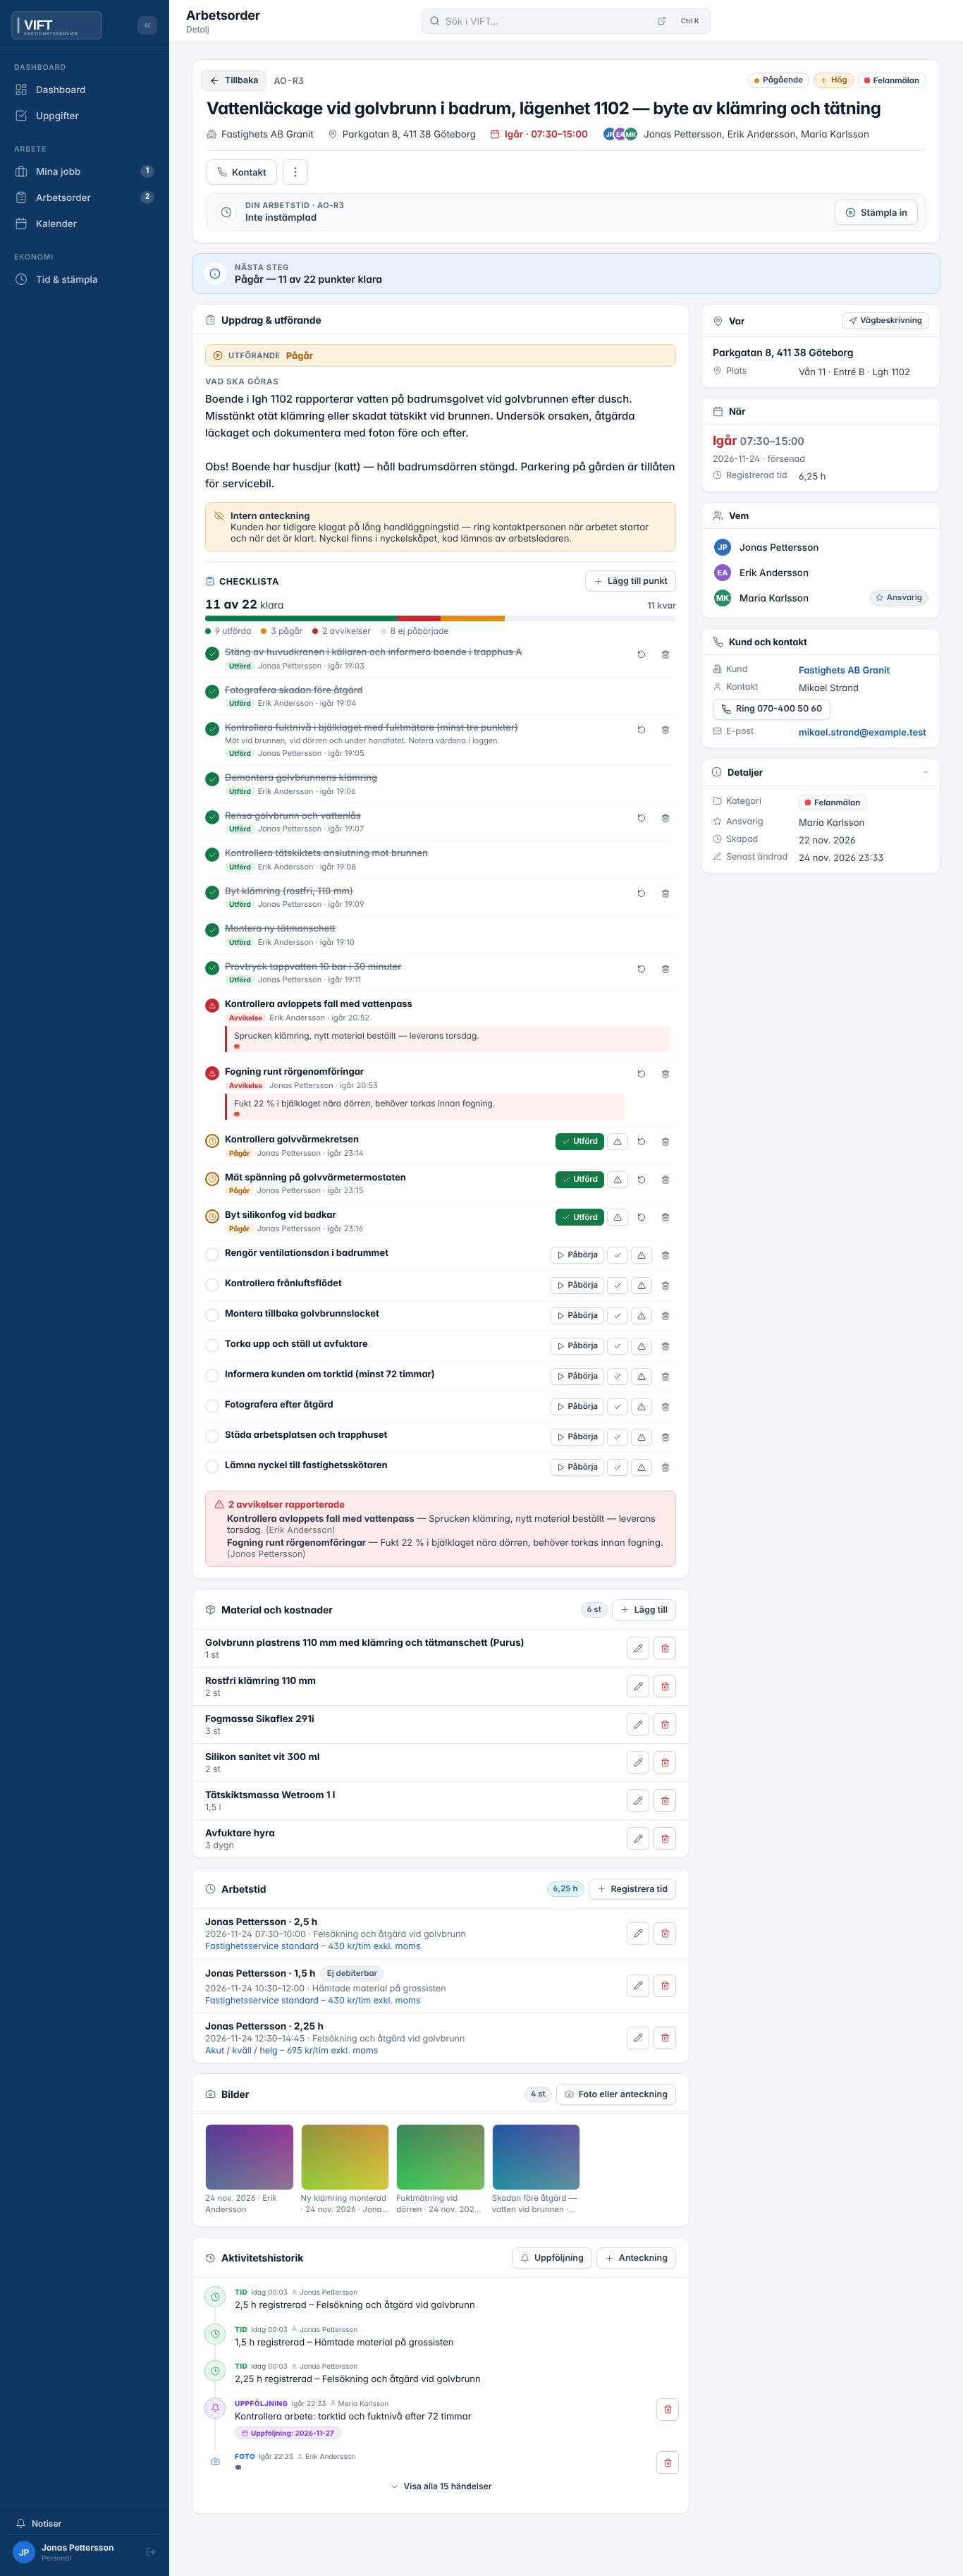 VIFT
FASTIGHETSSERVICE
DASHBOARD
Dashboard
Uppgifter
ARBETE
Mina jobb 1
Arbetsorder 2
Kalender
EKONOMI
Tid & stämpla
Notiser
JP
Jonas Pettersson
Personal
Arbetsorder
Detalj
Sök i VIFT...
Ctrl K
Tillbaka AO-R3
Pågående Hög Felanmälan
Vattenläckage vid golvbrunn i badrum, lägenhet 1102 — byte av klämring och tätning
Fastighets AB Granit Parkgatan 8, 411 38 Göteborg Igår · 07:30–15:00 JP EA MK Jonas Pettersson, Erik Andersson, Maria Karlsson
Kontakt
DIN ARBETSTID · AO-R3
Inte instämplad
Stämpla in
NÄSTA STEG
Pågår — 11 av 22 punkter klara
Uppdrag & utförande
UTFÖRANDE Pågår
VAD SKA GÖRAS
Boende i lgh 1102 rapporterar vatten på badrumsgolvet vid golvbrunnen efter dusch.
Misstänkt otät klämring eller skadat tätskikt vid brunnen. Undersök orsaken, åtgärda
läckaget och dokumentera med foton före och efter.
Obs! Boende har husdjur (katt) — håll badrumsdörren stängd. Parkering på gården är tillåten
för servicebil.
Intern anteckning
Kunden har tidigare klagat på lång handläggningstid — ring kontaktpersonen när arbetet startar
och när det är klart. Nyckel finns i nyckelskåpet, kod lämnas av arbetsledaren.
CHECKLISTA
Lägg till punkt
11 av 22 klara
11 kvar
9 utförda 3 pågår 2 avvikelser 8 ej påbörjade
Stäng av huvudkranen i källaren och informera boende i trapphus A
Utförd Jonas Pettersson · igår 19:03
Fotografera skadan före åtgärd
Utförd Erik Andersson · igår 19:04
Kontrollera fuktnivå i bjälklaget med fuktmätare (minst tre punkter)
Mät vid brunnen, vid dörren och under handfatet. Notera värdena i loggen.
Utförd Jonas Pettersson · igår 19:05
Demontera golvbrunnens klämring
Utförd Erik Andersson · igår 19:06
Rensa golvbrunn och vattenlås
Utförd Jonas Pettersson · igår 19:07
Kontrollera tätskiktets anslutning mot brunnen
Utförd Erik Andersson · igår 19:08
Byt klämring (rostfri, 110 mm)
Utförd Jonas Pettersson · igår 19:09
Montera ny tätmanschett
Utförd Erik Andersson · igår 19:10
Provtryck tappvatten 10 bar i 30 minuter
Utförd Jonas Pettersson · igår 19:11
Kontrollera avloppets fall med vattenpass
Avvikelse Erik Andersson · igår 20:52
Sprucken klämring, nytt material beställt — leverans torsdag.
Fogning runt rörgenomföringar
Avvikelse Jonas Pettersson · igår 20:53
Fukt 22 % i bjälklaget nära dörren, behöver torkas innan fogning.
Kontrollera golvvärmekretsen
Pågår Jonas Pettersson · igår 23:14
Utförd
Mät spänning på golvvärmetermostaten
Pågår Jonas Pettersson · igår 23:15
Utförd
Byt silikonfog vid badkar
Pågår Jonas Pettersson · igår 23:16
Utförd
Rengör ventilationsdon i badrummet
Påbörja
Kontrollera frånluftsflödet
Påbörja
Montera tillbaka golvbrunnslocket
Påbörja
Torka upp och ställ ut avfuktare
Påbörja
Informera kunden om torktid (minst 72 timmar)
Påbörja
Fotografera efter åtgärd
Påbörja
Städa arbetsplatsen och trapphuset
Påbörja
Lämna nyckel till fastighetsskötaren
Påbörja
2 avvikelser rapporterade
Kontrollera avloppets fall med vattenpass — Sprucken klämring, nytt material beställt — leverans
torsdag. (Erik Andersson)
Fogning runt rörgenomföringar — Fukt 22 % i bjälklaget nära dörren, behöver torkas innan fogning.
(Jonas Pettersson)
Material och kostnader
6 st Lägg till
Golvbrunn plastrens 110 mm med klämring och tätmanschett (Purus)
1 st
Rostfri klämring 110 mm
2 st
Fogmassa Sikaflex 291i
3 st
Silikon sanitet vit 300 ml
2 st
Tätskiktsmassa Wetroom 1 l
1,5 l
Avfuktare hyra
3 dygn
Arbetstid
6,25 h Registrera tid
Jonas Pettersson · 2,5 h
2026-11-24 07:30–10:00 · Felsökning och åtgärd vid golvbrunn
Fastighetsservice standard – 430 kr/tim exkl. moms
Jonas Pettersson · 1,5 h Ej debiterbar
2026-11-24 10:30–12:00 · Hämtade material på grossisten
Fastighetsservice standard – 430 kr/tim exkl. moms
Jonas Pettersson · 2,25 h
2026-11-24 12:30–14:45 · Felsökning och åtgärd vid golvbrunn
Akut / kväll / helg – 695 kr/tim exkl. moms
Bilder
4 st Foto eller anteckning
24 nov. 2026 · Erik
Andersson
Ny klämring monterad
· 24 nov. 2026 · Jona...
Fuktmätning vid
dörren · 24 nov. 202...
Skadan före åtgärd —
vatten vid brunnen ·...
Aktivitetshistorik
Uppföljning Anteckning
TID Idag 00:03 Jonas Pettersson
2,5 h registrerad – Felsökning och åtgärd vid golvbrunn
TID Idag 00:03 Jonas Pettersson
1,5 h registrerad – Hämtade material på grossisten
TID Idag 00:03 Jonas Pettersson
2,25 h registrerad – Felsökning och åtgärd vid golvbrunn
UPPFÖLJNING Igår 22:33 Maria Karlsson
Kontrollera arbete: torktid och fuktnivå efter 72 timmar
Uppföljning: 2026-11-27
FOTO Igår 22:23 Erik Andersson
Visa alla 15 händelser
Var
Vägbeskrivning
Parkgatan 8, 411 38 Göteborg
Plats Vån 11 · Entré B · Lgh 1102
När
Igår 07:30–15:00
2026-11-24 · försenad
Registrerad tid 6,25 h
Vem
JP Jonas Pettersson
EA Erik Andersson
MK Maria Karlsson Ansvarig
Kund och kontakt
Kund Fastighets AB Granit
Kontakt Mikael Strand
Ring 070-400 50 60
E-post mikael.strand@example.test
Detaljer
Kategori Felanmälan
Ansvarig Maria Karlsson
Skapad 22 nov. 2026
Senast ändrad 24 nov. 2026 23:33